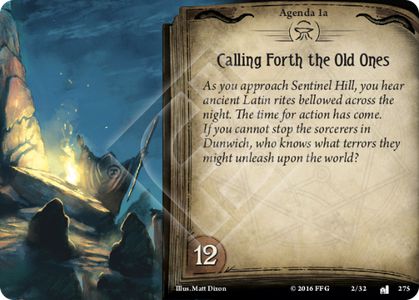 Agenda 1a
Calling Forth the Old Ones
As you approach Sentinel Hill, you hear
ancient Latin rites bellowed across the
night. The time for action has come.
If you cannot stop the sorcerers in
Dunwich, who knows what terrors they
might unleash upon the world?
12
Illus. Matt Dixon
© 2016 FFG
2/32
275